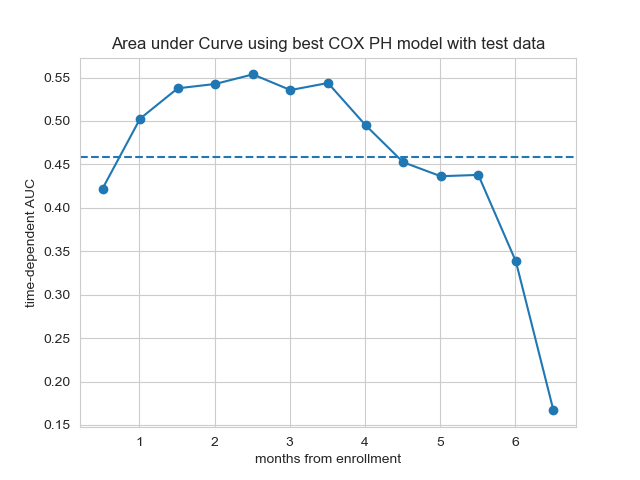 Area under Curve using best COX PH model with test data
time-dependent AUC
0.55
0.50
0.45
0.40
0.35
0.30
0.25
0.20
0.15
1 2 3 4 5 6
months from enrollment